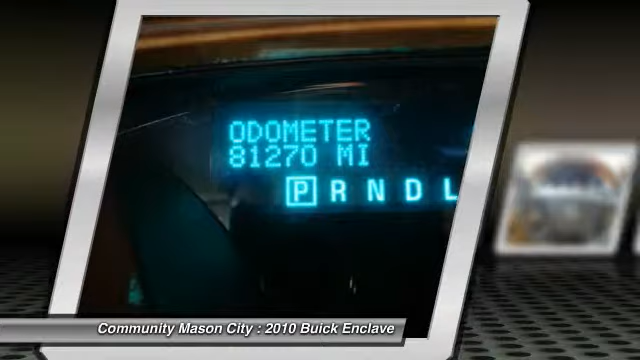 ODOMETER
81270 MI
P R N D L
Community Mason City : 2010 Buick Enclave